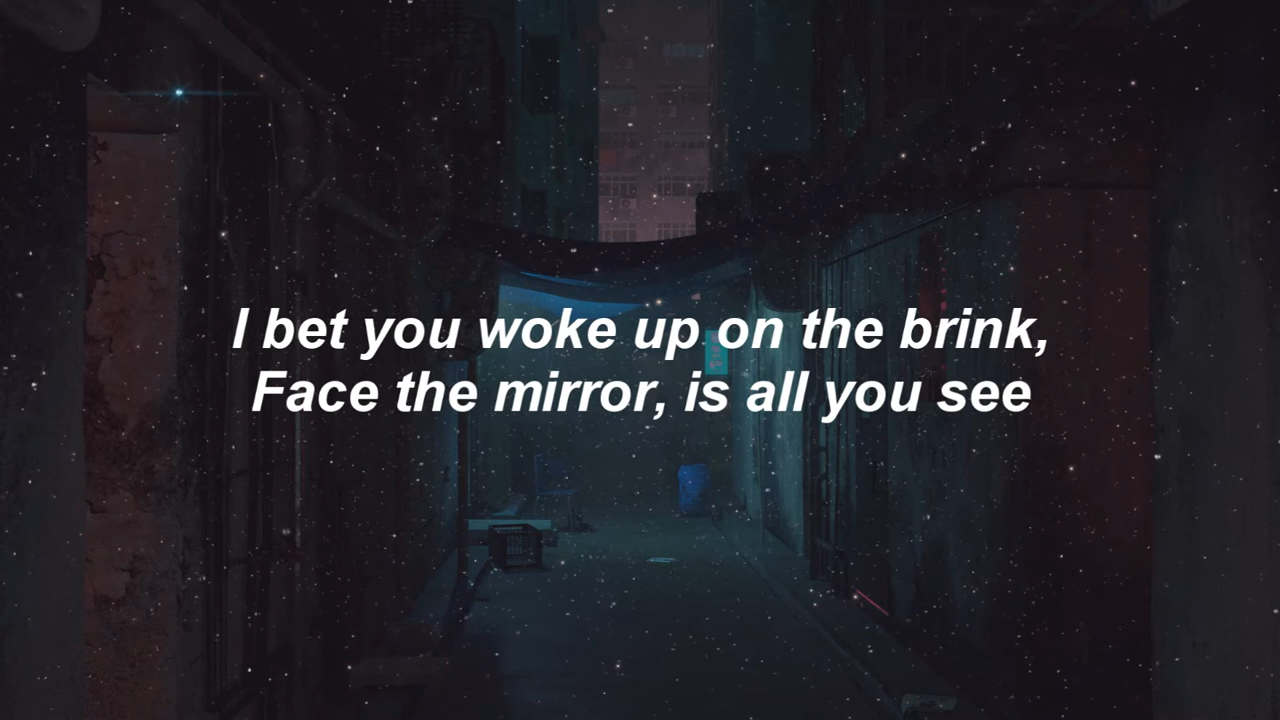 I bet you woke up on the brink,
Face the mirror, is all you see